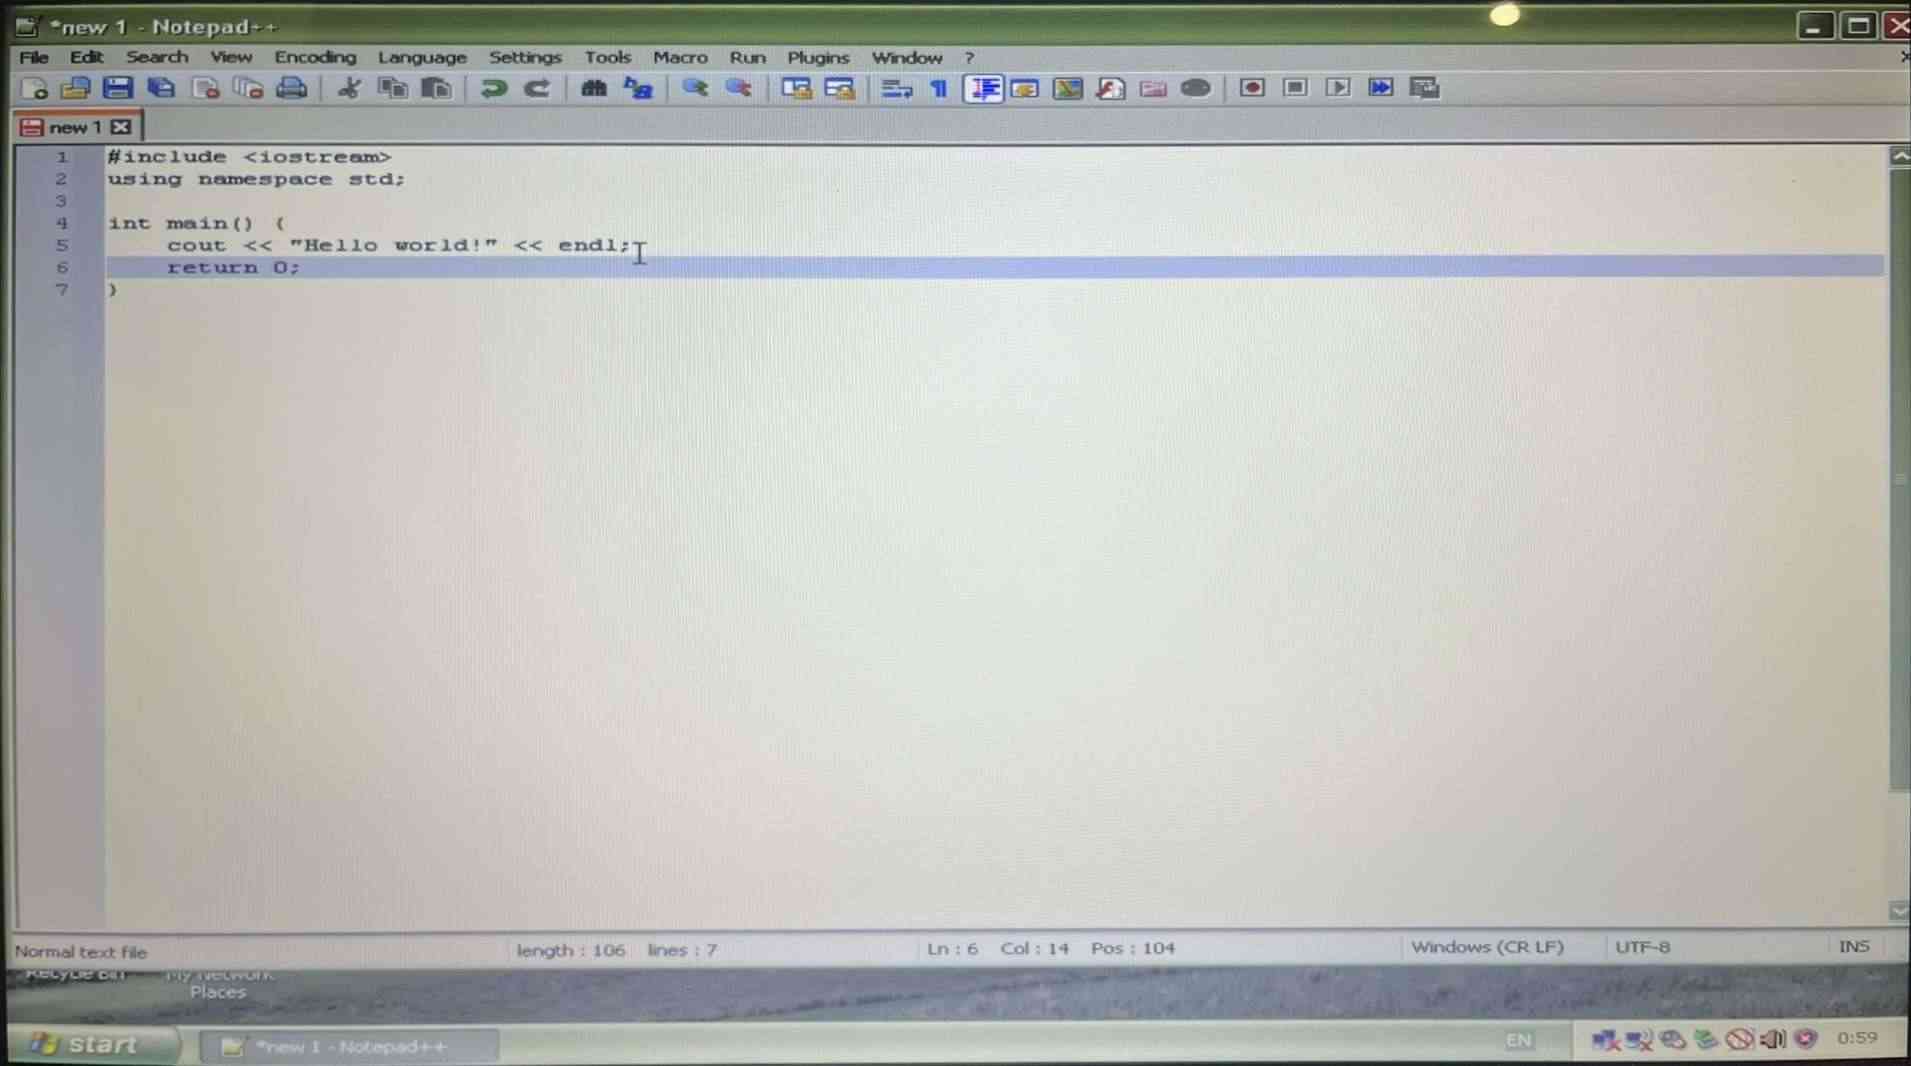 *new 1 - Notepad++
File Edit Search View Encoding Language Settings Tools Macro Run Plugins Window ?
new 1
1 #include <iostream>
2 using namespace std;
3
4 int main() {
5 cout << "Hello world!" << endl;
6 return 0;
7 }
Normal text file length : 106 lines : 7 Ln : 6 Col : 14 Pos : 104 Windows (CR LF) UTF-8 INS
Recycle Bin My Network
Places
start *new 1 - Notepad++ EN 0:59